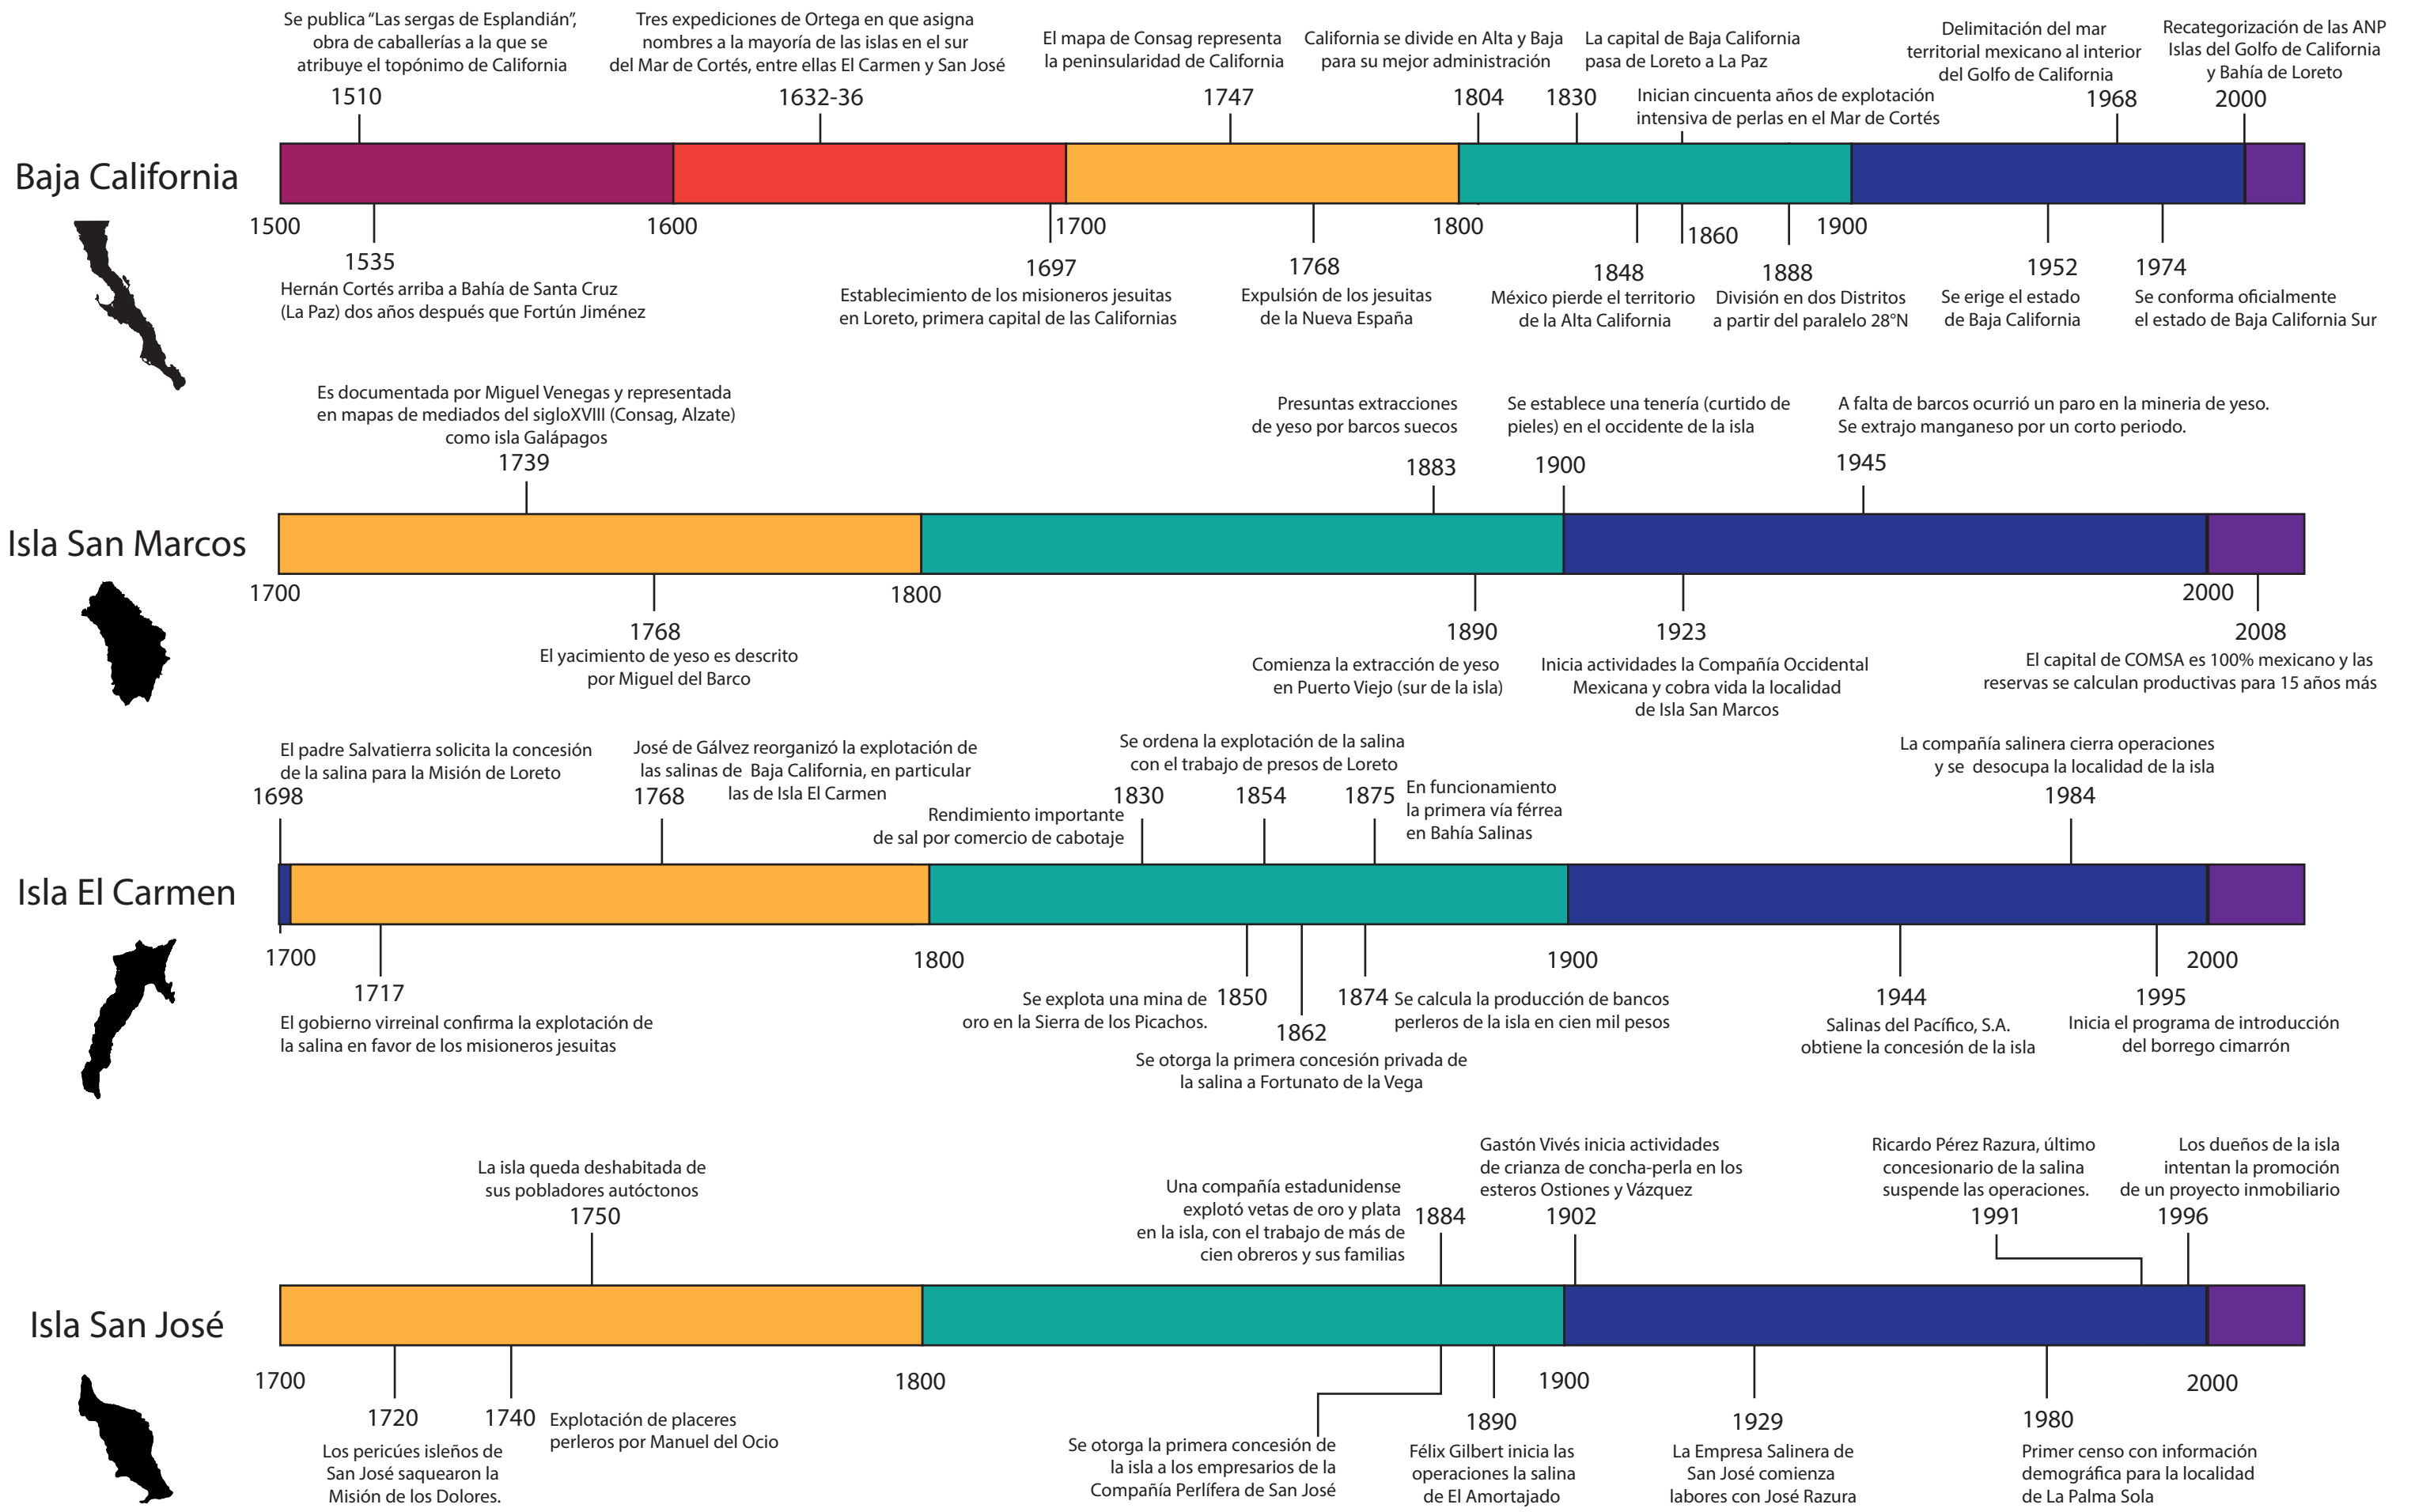 Se publica “Las sergas de Esplandián”,
obra de caballerías a la que se
atribuye el topónimo de California
1510
Tres expediciones de Ortega en que asigna
nombres a la mayoría de las islas en el sur
del Mar de Cortés, entre ellas El Carmen y San José
1632-36
El mapa de Consag representa
la peninsularidad de California
1747
California se divide en Alta y Baja
para su mejor administración
1804
La capital de Baja California
pasa de Loreto a La Paz
1830
Inician cincuenta años de explotación
intensiva de perlas en el Mar de Cortés
Delimitación del mar
territorial mexicano al interior
del Golfo de California
1968
Recategorización de las ANP
Islas del Golfo de California
y Bahía de Loreto
2000
Baja California
1500
1600
1700
1800
1860
1900
1535
Hernán Cortés arriba a Bahía de Santa Cruz
(La Paz) dos años después que Fortún Jiménez
1697
Establecimiento de los misioneros jesuitas
en Loreto, primera capital de las Californias
1768
Expulsión de los jesuitas
de la Nueva España
1848
México pierde el territorio
de la Alta California
1888
División en dos Distritos
a partir del paralelo 28°N
1952
Se erige el estado
de Baja California
1974
Se conforma oficialmente
el estado de Baja California Sur
Es documentada por Miguel Venegas y representada
en mapas de mediados del sigloXVIII (Consag, Alzate)
como isla Galápagos
1739
Presuntas extracciones
de yeso por barcos suecos
1883
Se establece una tenería (curtido de
pieles) en el occidente de la isla
1900
A falta de barcos ocurrió un paro en la mineria de yeso.
Se extrajo manganeso por un corto periodo.
1945
Isla San Marcos
1700
1800
2000
1768
El yacimiento de yeso es descrito
por Miguel del Barco
1890
Comienza la extracción de yeso
en Puerto Viejo (sur de la isla)
1923
Inicia actividades la Compañía Occidental
Mexicana y cobra vida la localidad
de Isla San Marcos
2008
El capital de COMSA es 100% mexicano y las
reservas se calculan productivas para 15 años más
El padre Salvatierra solicita la concesión
de la salina para la Misión de Loreto
1698
José de Gálvez reorganizó la explotación de
las salinas de Baja California, en particular
las de Isla El Carmen
1768
Rendimiento importante
de sal por comercio de cabotaje
1830
Se ordena la explotación de la salina
con el trabajo de presos de Loreto
1854
1875
En funcionamiento
la primera vía férrea
en Bahía Salinas
La compañía salinera cierra operaciones
y se desocupa la localidad de la isla
1984
Isla El Carmen
1700
1800
1900
2000
1717
El gobierno virreinal confirma la explotación de
la salina en favor de los misioneros jesuitas
Se explota una mina de
oro en la Sierra de los Picachos.
1850
1862
Se otorga la primera concesión privada de
la salina a Fortunato de la Vega
1874
Se calcula la producción de bancos
perleros de la isla en cien mil pesos
1944
Salinas del Pacífico, S.A.
obtiene la concesión de la isla
1995
Inicia el programa de introducción
del borrego cimarrón
La isla queda deshabitada de
sus pobladores autóctonos
1750
Una compañía estadunidense
explotó vetas de oro y plata
en la isla, con el trabajo de más de
cien obreros y sus familias
1884
Gastón Vivés inicia actividades
de crianza de concha-perla en los
esteros Ostiones y Vázquez
1902
Ricardo Pérez Razura, último
concesionario de la salina
suspende las operaciones.
1991
Los dueños de la isla
intentan la promoción
de un proyecto inmobiliario
1996
Isla San José
1700
1800
1900
2000
1720
Los pericúes isleños de
San José saquearon la
Misión de los Dolores.
1740
Explotación de placeres
perleros por Manuel del Ocio
Se otorga la primera concesión de
la isla a los empresarios de la
Compañía Perlífera de San José
1890
Félix Gilbert inicia las
operaciones la salina
de El Amortajado
1929
La Empresa Salinera de
San José comienza
labores con José Razura
1980
Primer censo con información
demográfica para la localidad
de La Palma Sola